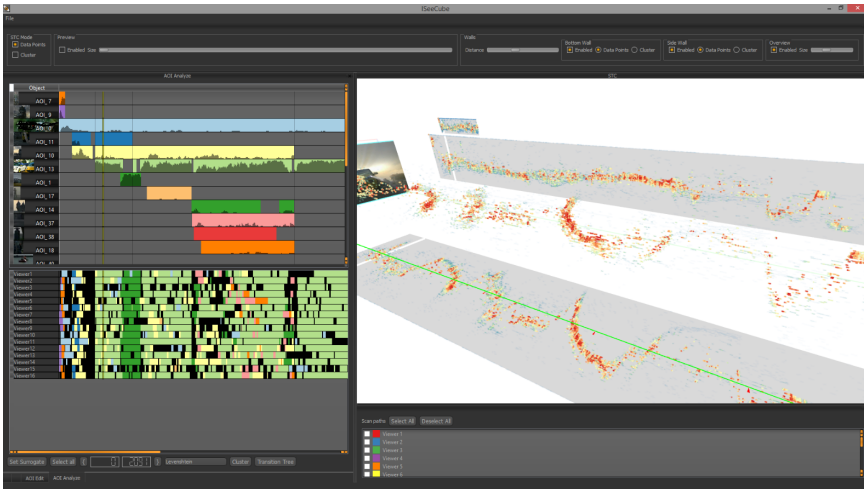 ISeeCube
File
STC Mode
Data Points
Cluster
Preview
Enabled Size
Walls
Distance
Bottom Wall
Enabled Data Points Cluster
Side Wall
Enabled Data Points Cluster
Overview
Enabled Size
AOI Analyze
Object
AOI_7
AOI_9
AOI_11
AOI_10
AOI_13
AOI_1
AOI_17
AOI_14
AOI_37
AOI_38
AOI_18
Viewer1
Viewer2
Viewer3
Viewer4
Viewer5
Viewer6
Viewer7
Viewer8
Viewer9
Viewer10
Viewer11
Viewer12
Viewer13
Viewer14
Viewer15
Viewer16
Set Surrogate Select all [ 0 2091 ] Levenshtein Cluster Transition Tree
AOI Edit AOI Analyze
STC
Scan paths Select All Deselect All
Viewer 1
Viewer 2
Viewer 3
Viewer 4
Viewer 5
Viewer 6